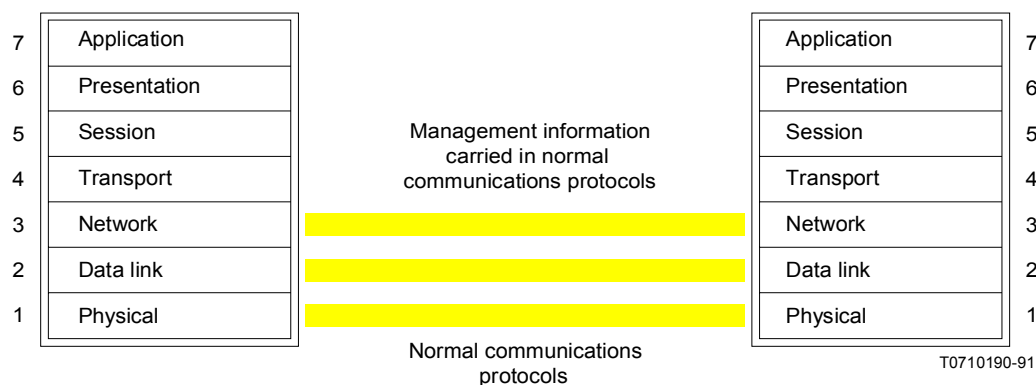 7 Application
6 Presentation
5 Session
4 Transport
3 Network
2 Data link
1 Physical
Management information
carried in normal
communications protocols
Normal communications
protocols
Application 7
Presentation 6
Session 5
Transport 4
Network 3
Data link 2
Physical 1
T0710190-91